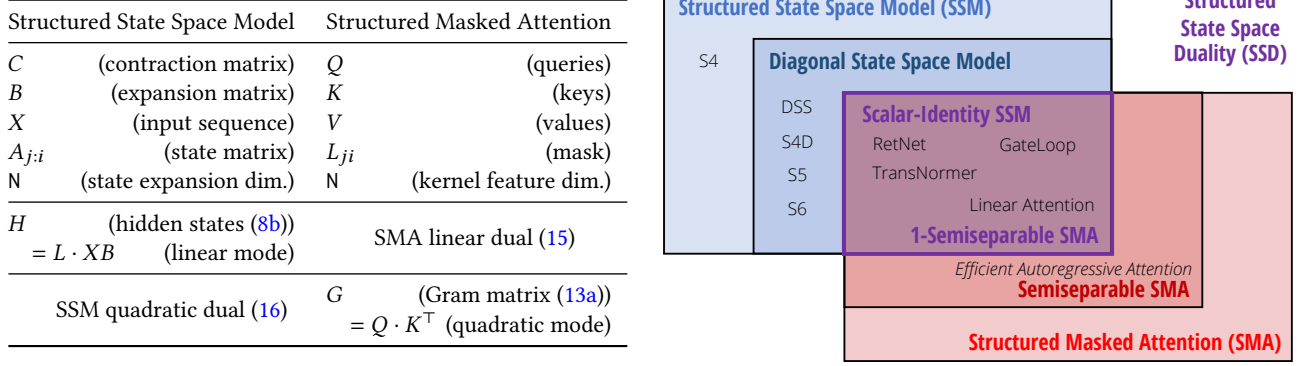 Structured State Space Model Structured Masked Attention
C (contraction matrix) Q (queries)
B (expansion matrix) K (keys)
X (input sequence) V (values)
A_{j:i} (state matrix) L_{ji} (mask)
N (state expansion dim.) N (kernel feature dim.)
H (hidden states (8b))
= L · XB (linear mode)
SMA linear dual (15)
SSM quadratic dual (16)
G (Gram matrix (13a))
= Q · K^⊤ (quadratic mode)
Structured State Space Model (SSM)
Structured
State Space
Duality (SSD)
S4
Diagonal State Space Model
DSS
S4D
S5
S6
Scalar-Identity SSM
RetNet GateLoop
TransNormer
Linear Attention
1-Semiseparable SMA
Efficient Autoregressive Attention
Semiseparable SMA
Structured Masked Attention (SMA)